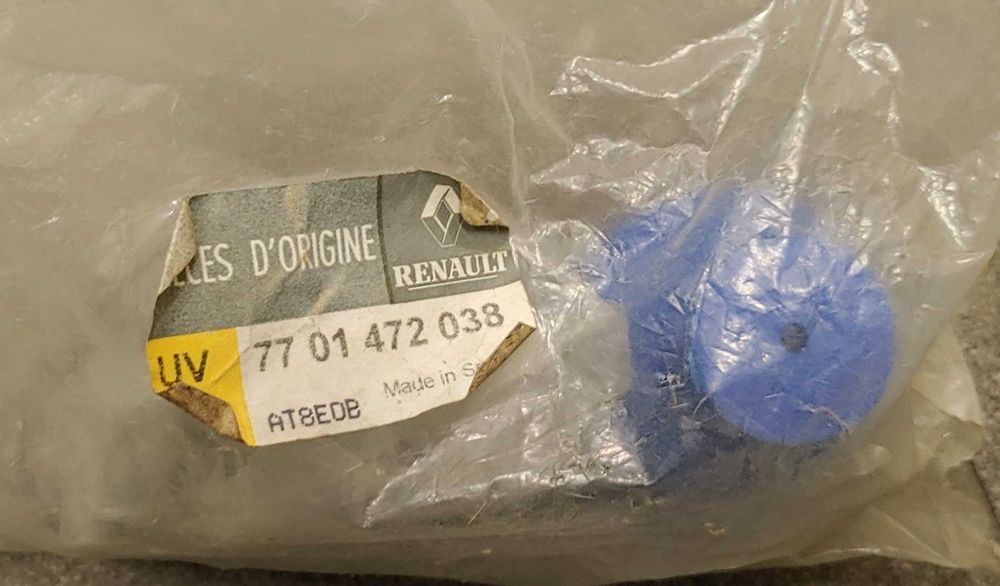 ECES D'ORIGINE
RENAULT
UV
77 01 472 038
Made in
AT8EDB